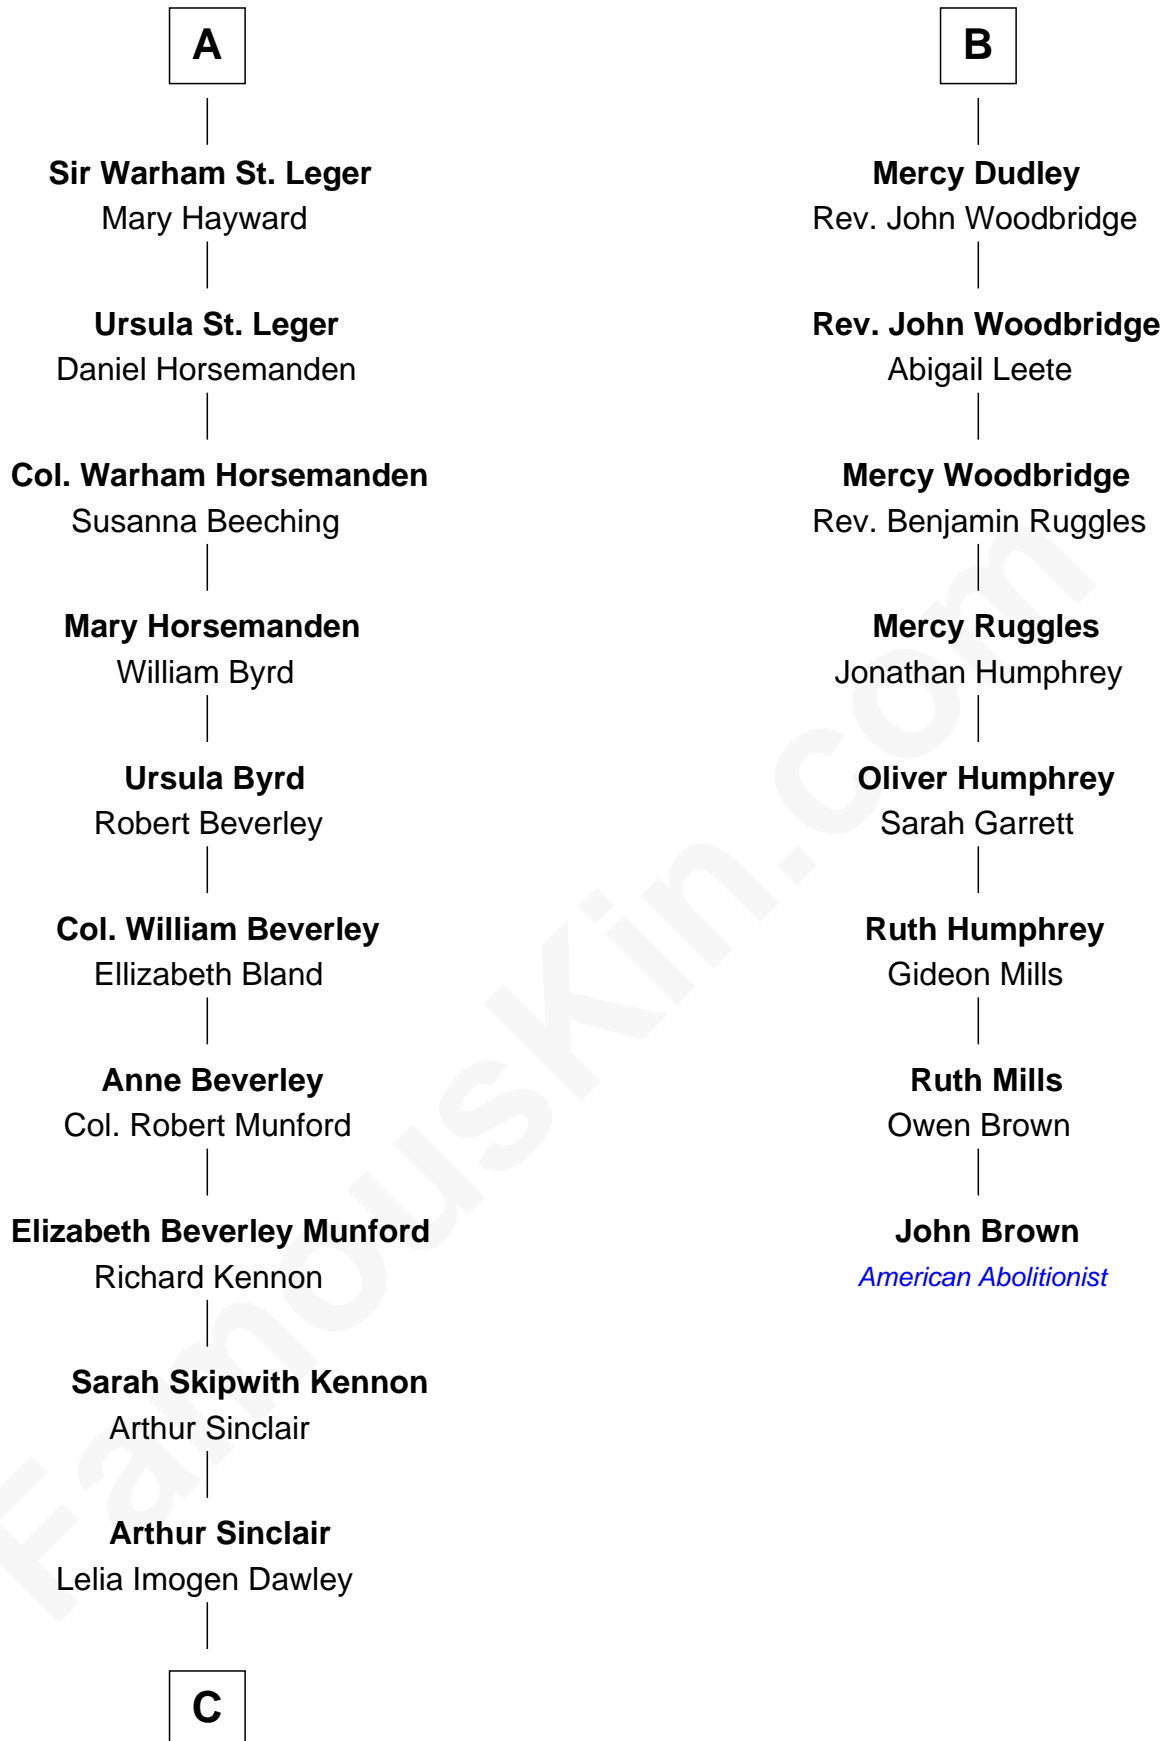 A
Sir Warham St. Leger
Mary Hayward
Ursula St. Leger
Daniel Horsemanden
Col. Warham Horsemanden
Susanna Beeching
Mary Horsemanden
William Byrd
Ursula Byrd
Robert Beverley
Col. William Beverley
Ellizabeth Bland
Anne Beverley
Col. Robert Munford
Elizabeth Beverley Munford
Richard Kennon
Sarah Skipwith Kennon
Arthur Sinclair
Arthur Sinclair
Lelia Imogen Dawley
C
B
Mercy Dudley
Rev. John Woodbridge
Rev. John Woodbridge
Abigail Leete
Mercy Woodbridge
Rev. Benjamin Ruggles
Mercy Ruggles
Jonathan Humphrey
Oliver Humphrey
Sarah Garrett
Ruth Humphrey
Gideon Mills
Ruth Mills
Owen Brown
John Brown
American Abolitionist
FamousKin.com